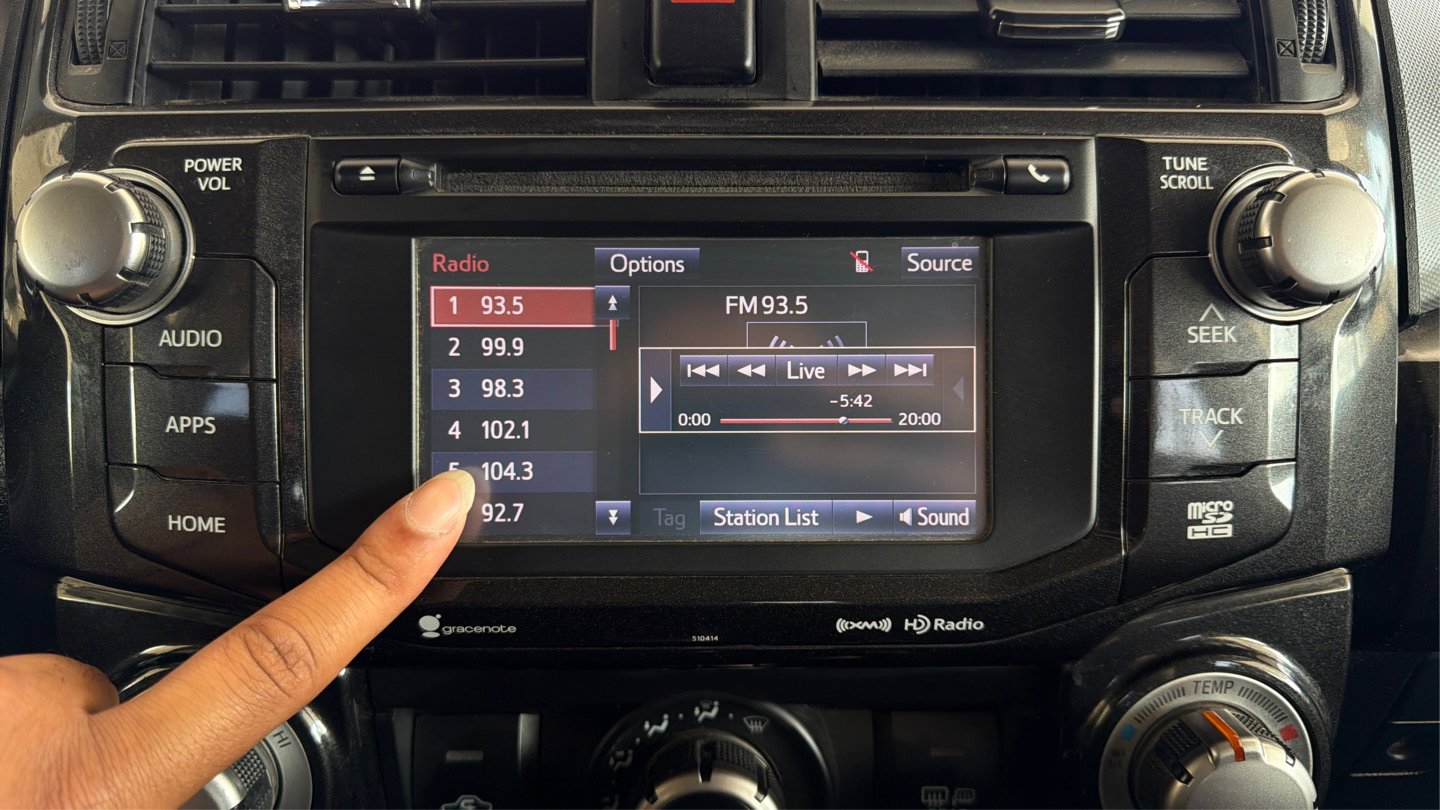 POWER
VOL
TUNE
SCROLL
Radio
Options
Source
1 93.5
FM 93.5
2 99.9
AUDIO
SEEK
3 98.3
Live
-5:42
0:00
20:00
4 102.1
APPS
TRACK
5 104.3
92.7
HOME
Tag
Station List
Sound
micro
SD
HC
gracenote
510414
((XM))
HD Radio
TEMP
HI